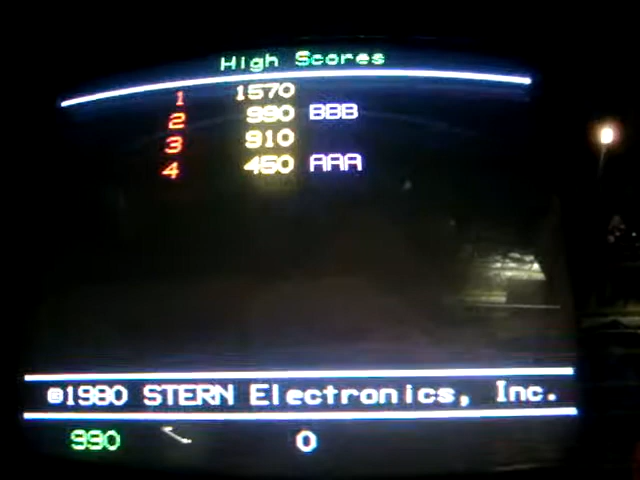 High Scores
1 1570
2 990 BBB
3 910
4 450 AAA
©1980 STERN Electronics, Inc.
990 0